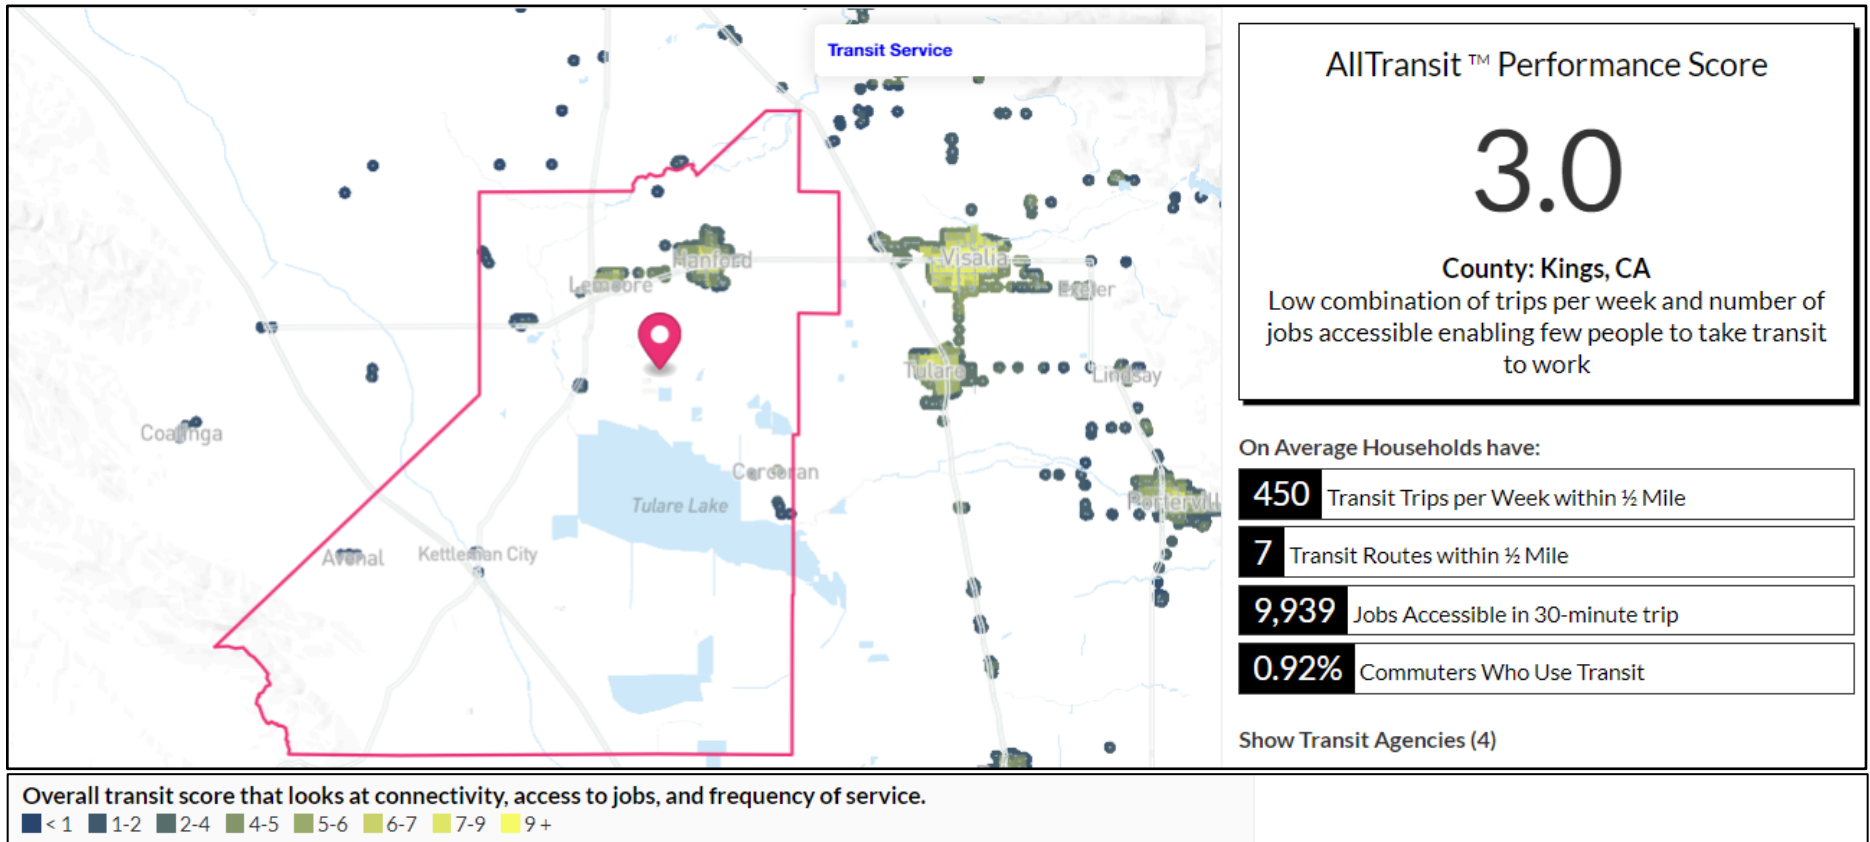 Transit Service
Hanford
Visalia
Lemoore
Exeter
Tulare
Lindsay
Coalinga
Corcoran
Tulare Lake
Portervill
Avenal
Kettleman City
AllTransit ™ Performance Score
3.0
County: Kings, CA
Low combination of trips per week and number of
jobs accessible enabling few people to take transit
to work
On Average Households have:
450 Transit Trips per Week within ½ Mile
7 Transit Routes within ½ Mile
9,939 Jobs Accessible in 30-minute trip
0.92% Commuters Who Use Transit
Show Transit Agencies (4)
Overall transit score that looks at connectivity, access to jobs, and frequency of service.
< 1 1-2 2-4 4-5 5-6 6-7 7-9 9 +